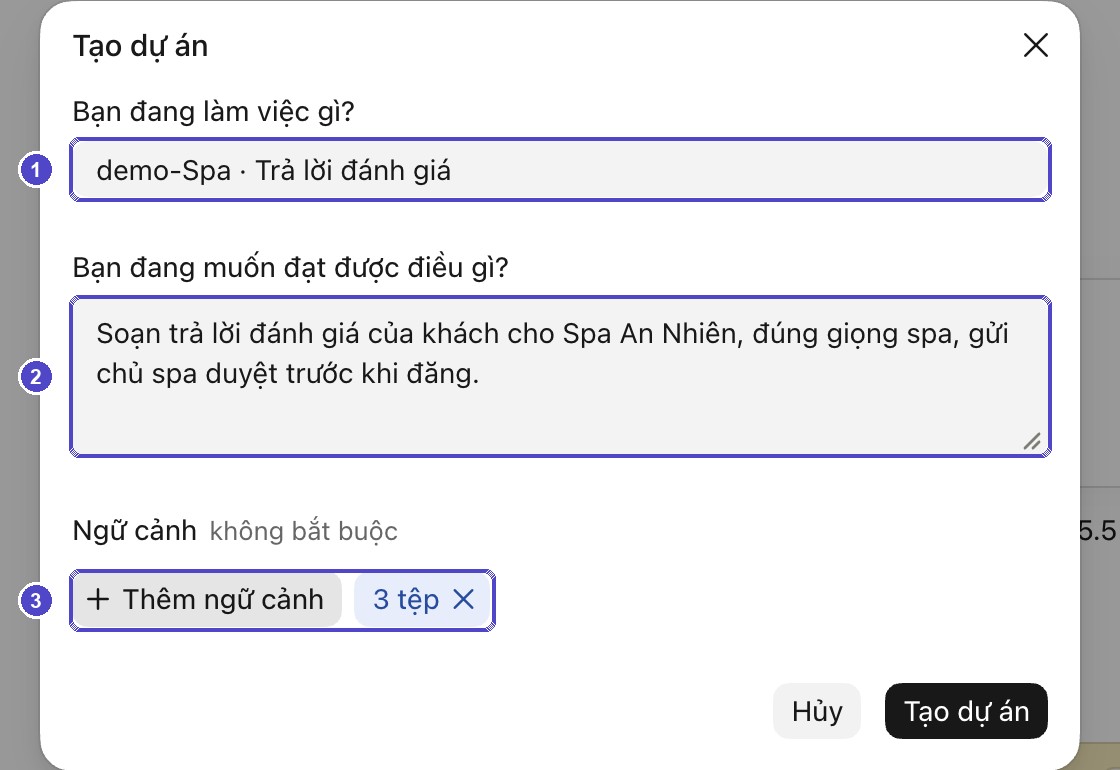 Tạo dự án
Bạn đang làm việc gì?
1
demo-Spa · Trả lời đánh giá
Bạn đang muốn đạt được điều gì?
2
Soạn trả lời đánh giá của khách cho Spa An Nhiên, đúng giọng spa, gửi
chủ spa duyệt trước khi đăng.
Ngữ cảnh không bắt buộc
5.5
3
+ Thêm ngữ cảnh 3 tệp
Hủy Tạo dự án